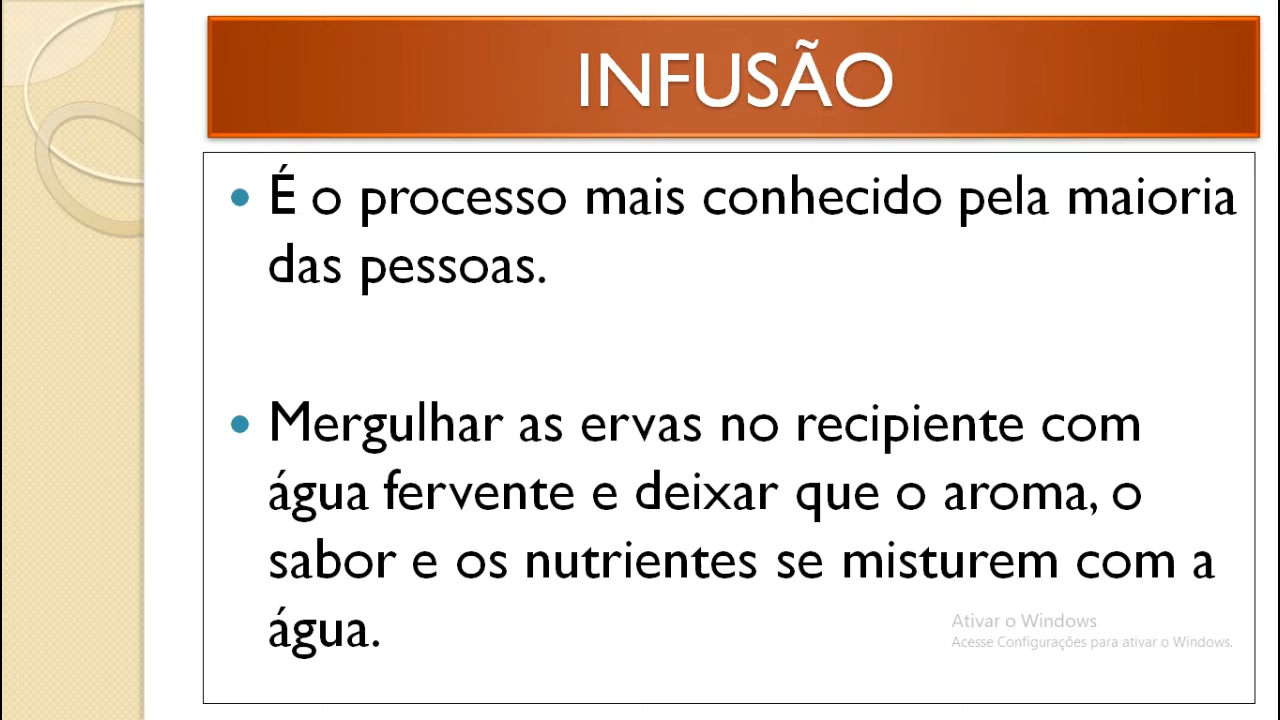 INFUSÃO
• É o processo mais conhecido pela maioria
das pessoas.
• Mergulhar as ervas no recipiente com
água fervente e deixar que o aroma, o
sabor e os nutrientes se misturem com a
água.
Ativar o Windows
Acesse Configurações para ativar o Windows.